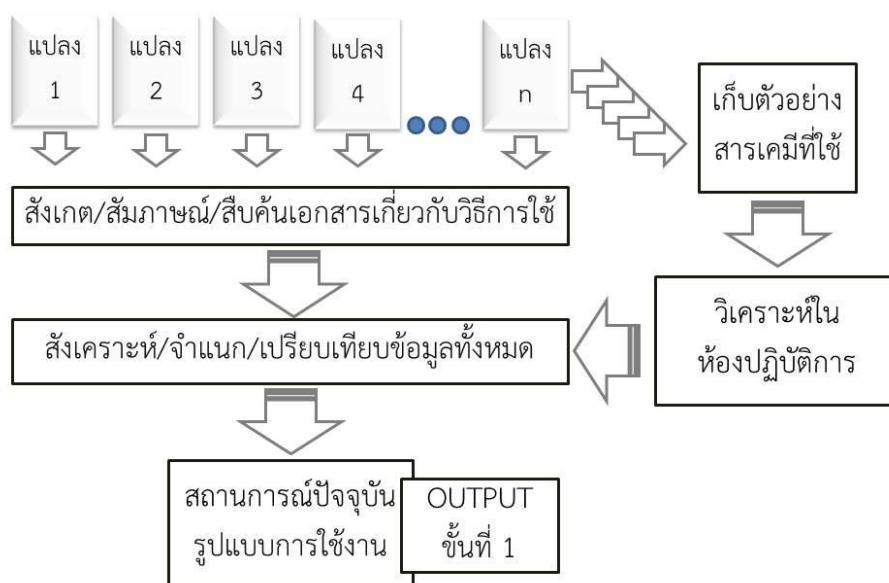 แปลง
1
แปลง
2
แปลง
3
แปลง
4
แปลง
n
เก็บตัวอย่าง
สารเคมีที่ใช้
สังเกต/สัมภาษณ์/สืบค้นเอกสารเกี่ยวกับวิธีการใช้
วิเคราะห์ใน
ห้องปฏิบัติการ
สังเคราะห์/จำแนก/เปรียบเทียบข้อมูลทั้งหมด
สถานการณ์ปัจจุบัน
รูปแบบการใช้งาน
OUTPUT
ขั้นที่ 1